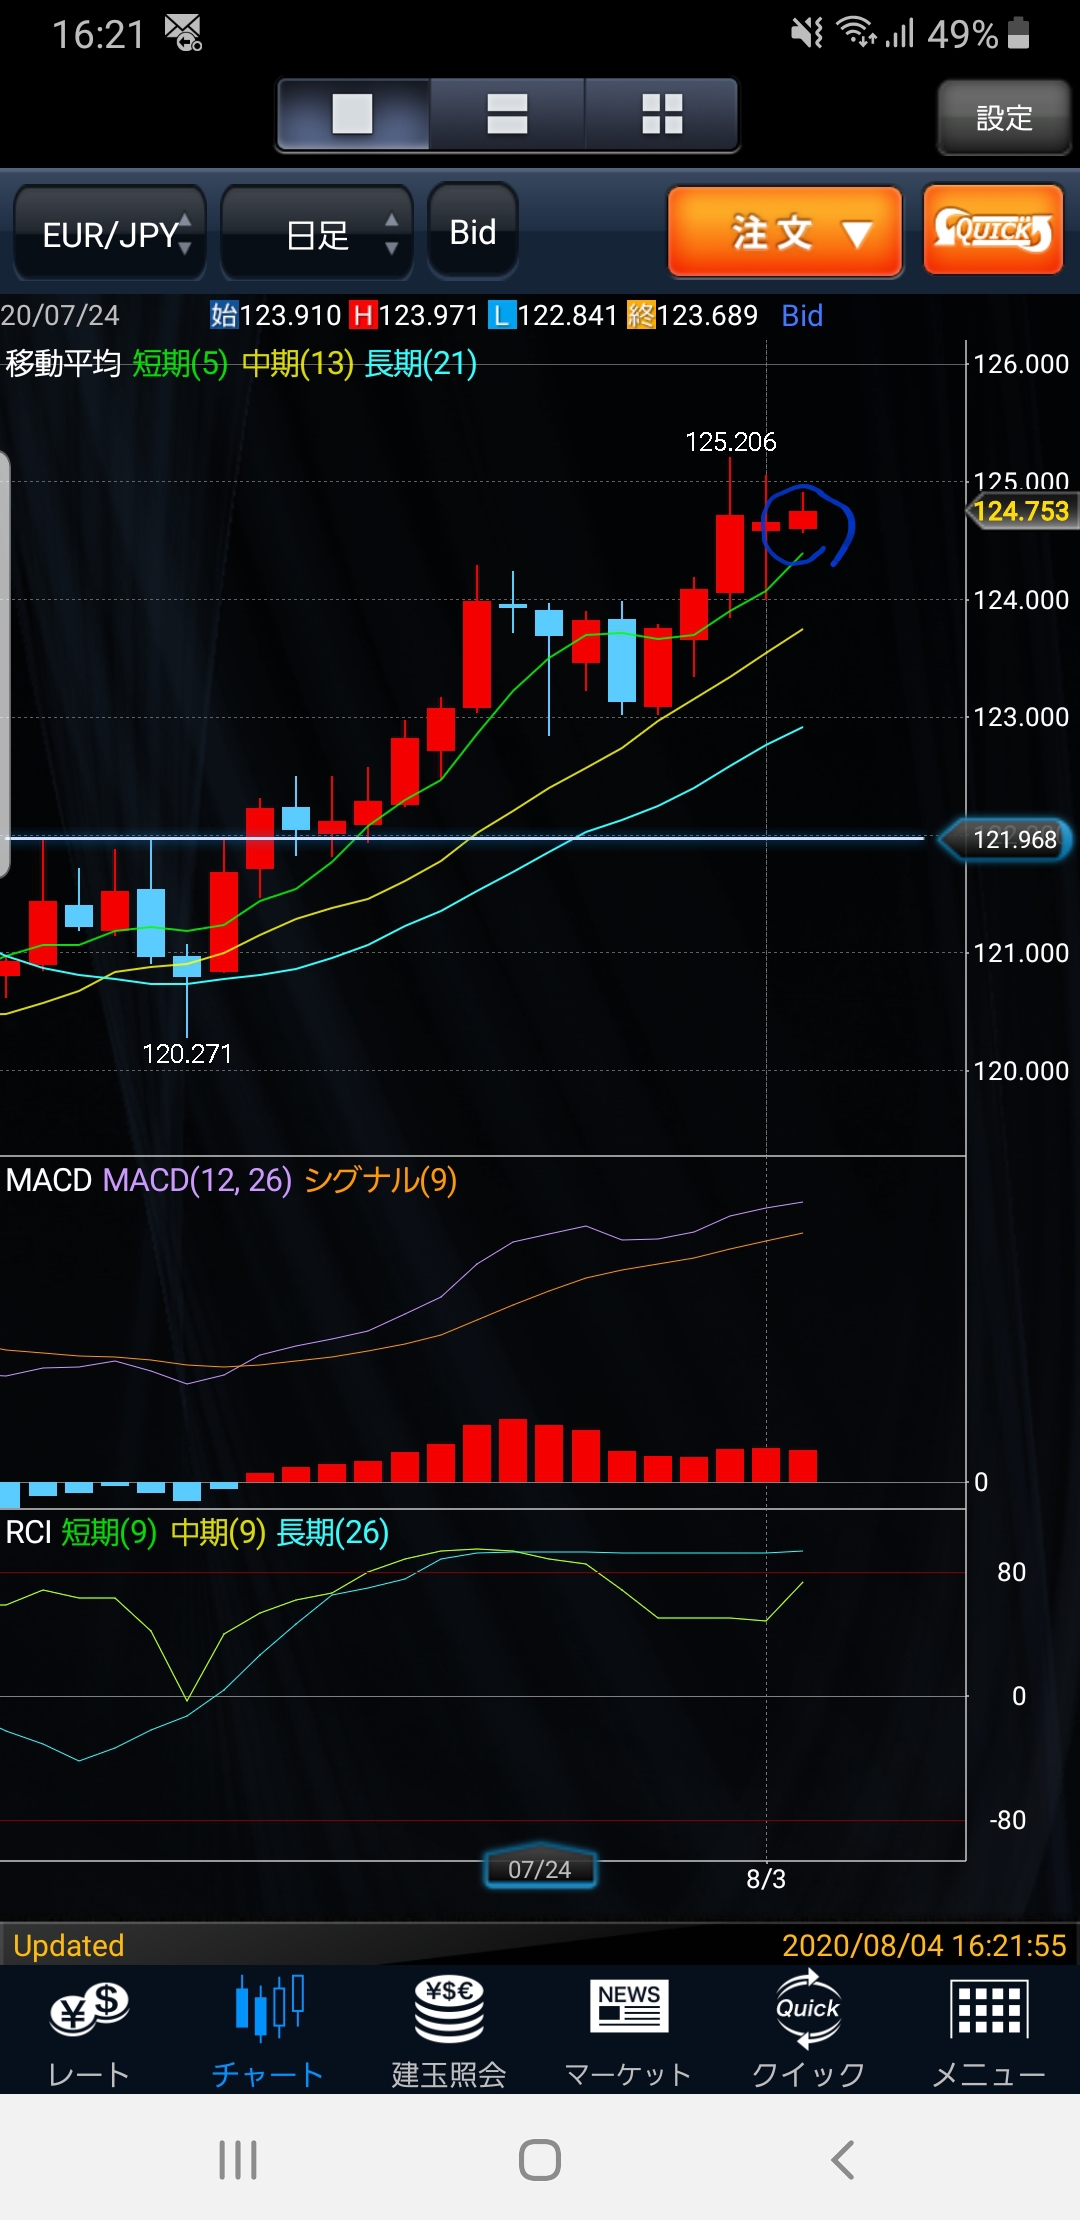 16:21 49%
設定
EUR/JPY 日足 Bid 注文 ▼ QUICK
20/07/24 始123.910 H123.971 L122.841 終123.689 Bid
移動平均 短期(5) 中期(13) 長期(21)
126.000
125.206
125.000
124.753
124.000
123.000
121.968
121.000
120.271
120.000
MACD MACD(12, 26) シグナル(9)
0
RCI 短期(9) 中期(9) 長期(26)
80
0
-80
07/24
8/3
Updated 2020/08/04 16:21:55
¥$ ¥$€ NEWS Quick
レート チャート 建玉照会 マーケット クイック メニュー